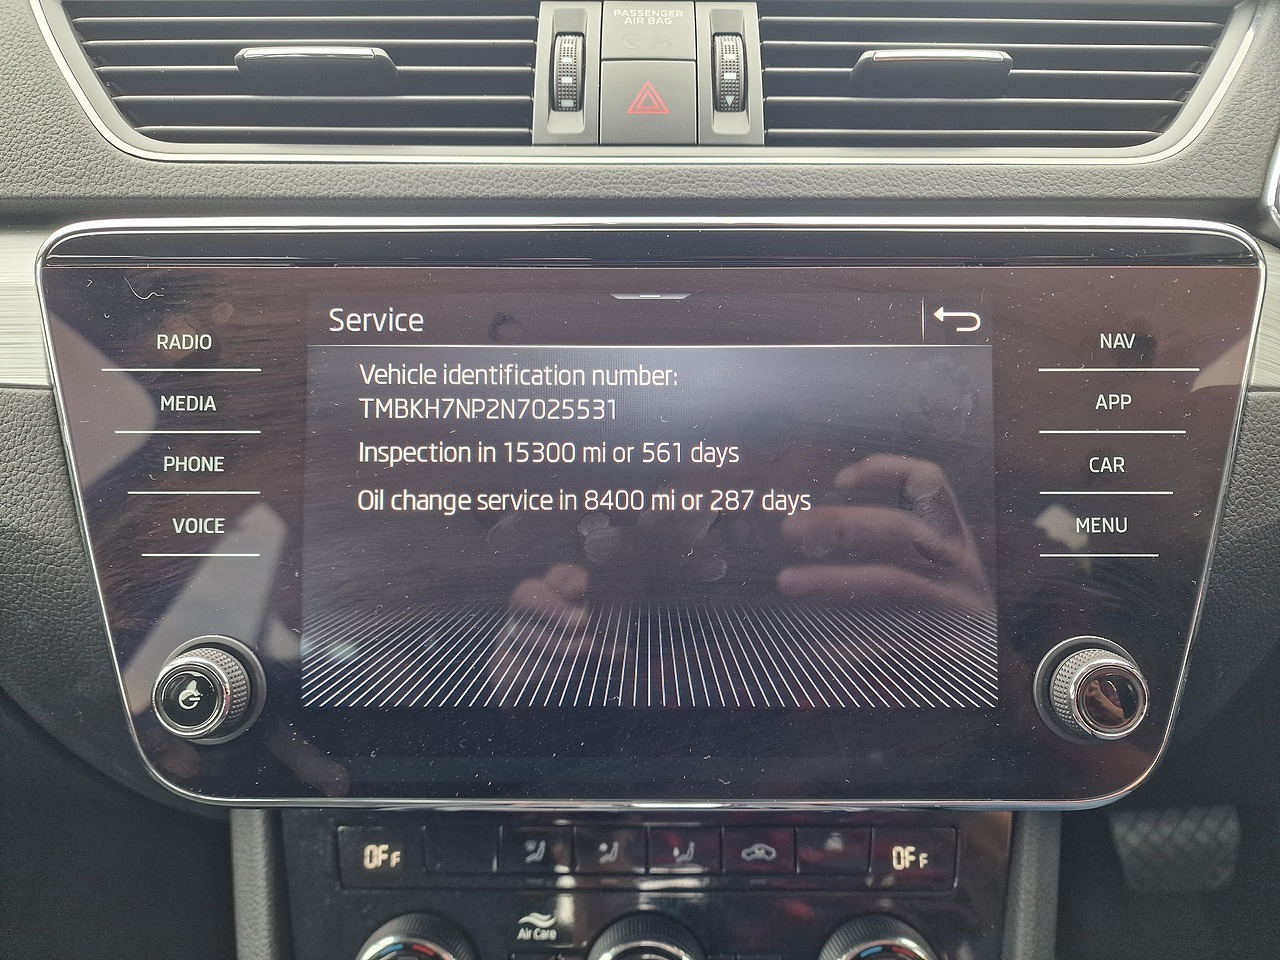 PASSENGER
AIR BAG
Service
RADIO
MEDIA
PHONE
VOICE
Vehicle identification number:
TMBKH7NP2N7025531
Inspection in 15300 mi or 561 days
Oil change service in 8400 mi or 287 days
NAV
APP
CAR
MENU
OFF
OFF
Air Care